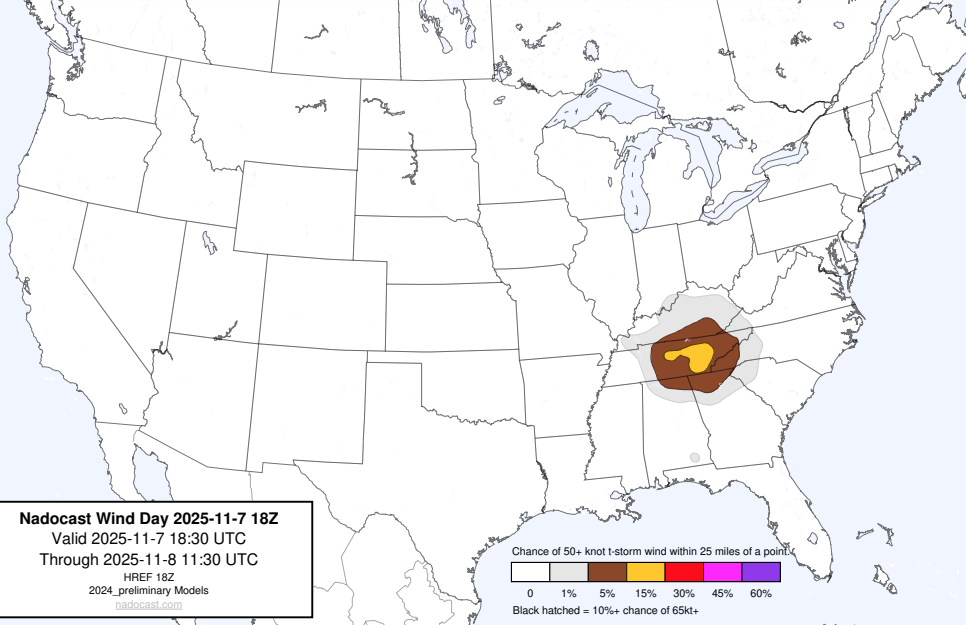 Nadocast Wind Day 2025-11-7 18Z
Valid 2025-11-7 18:30 UTC
Through 2025-11-8 11:30 UTC
HREF 18Z
2024_preliminary Models
nadocast.com
Chance of 50+ knot t-storm wind within 25 miles of a point.
0 1% 5% 15% 30% 45% 60%
Black hatched = 10%+ chance of 65kt+